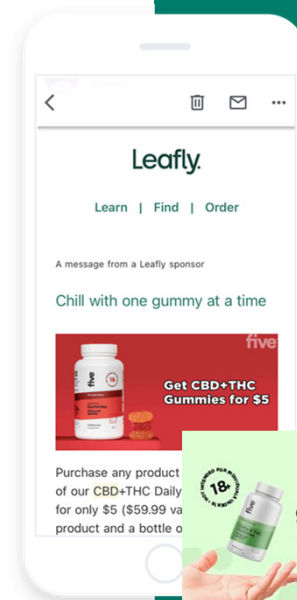 Leafly.
Learn | Find | Order
A message from a Leafly sponsor
Chill with one gummy at a time
five
five
18+
Get CBD+THC
Gummies for $5
Purchase any product
of our CBD+THC Daily
for only $5 ($59.99 va
product and a bottle o
18+
five